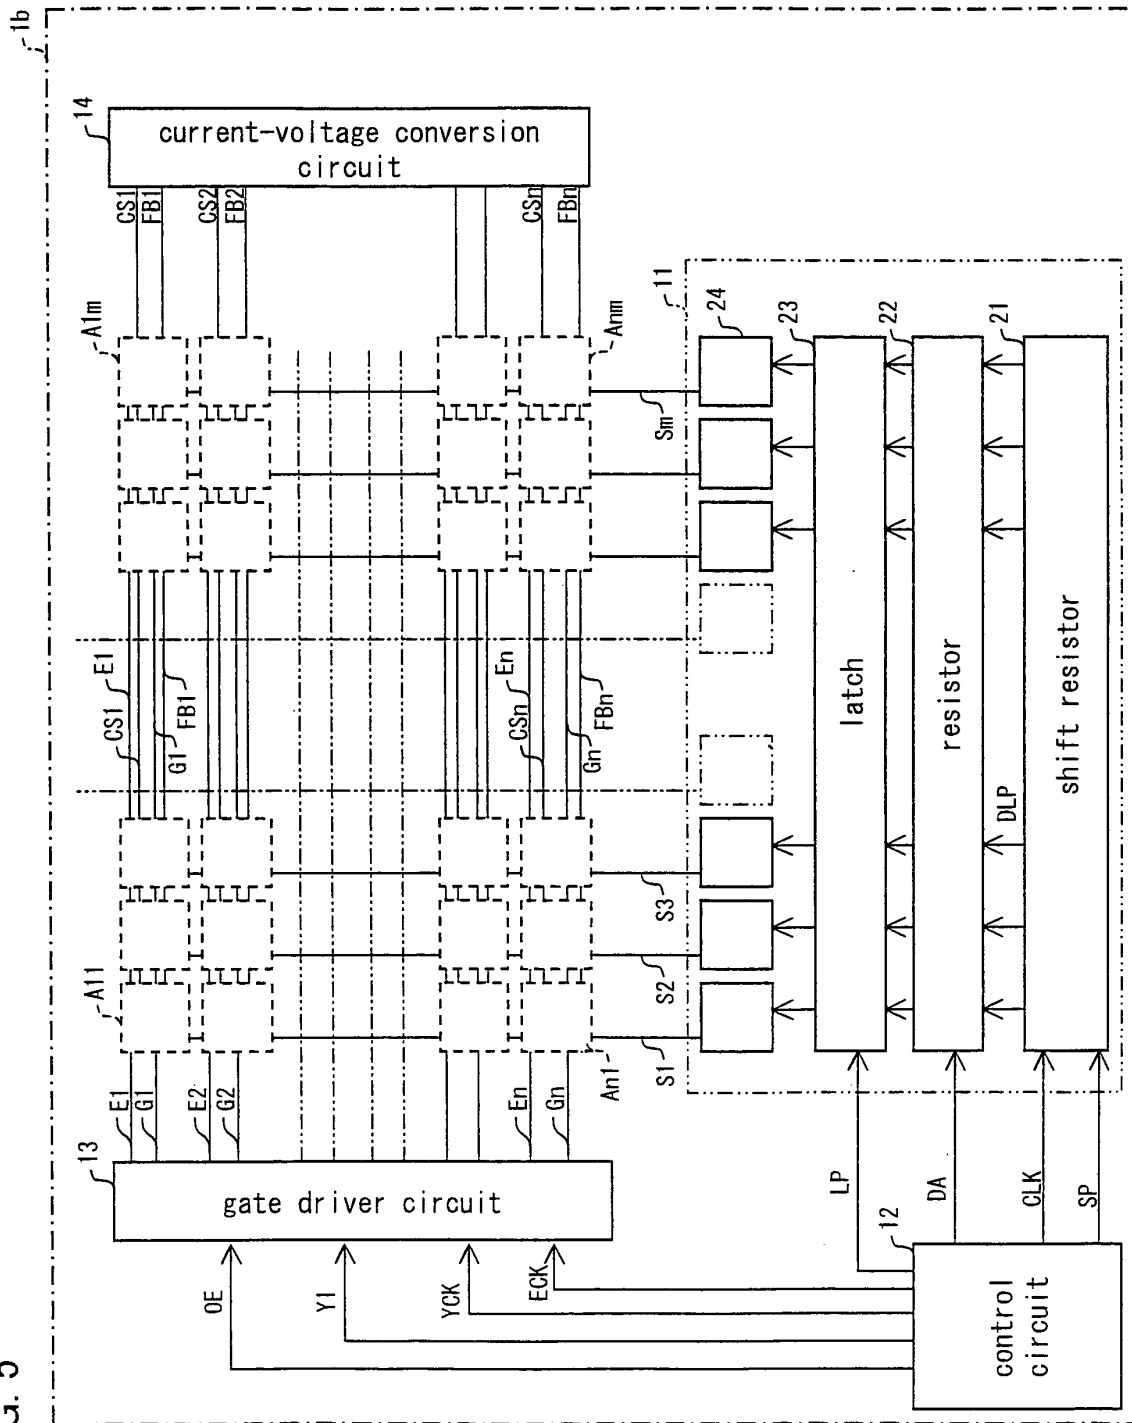 G. 5
1b
14
current-voltage conversion
circuit
CS1
FB1
CS2
FB2
CSn
FBn
A1m
Anm
E1
CS1
G1
FB1
En
CSn
Gn
FBn
A11
An1
E1
G1
E2
G2
En
Gn
13
gate driver circuit
OE
YI
YCK
ECK
S1
S2
S3
Sm
11
24
23
latch
22
resistor
21
DLP
shift resistor
LP
DA
CLK
SP
12
control
circuit